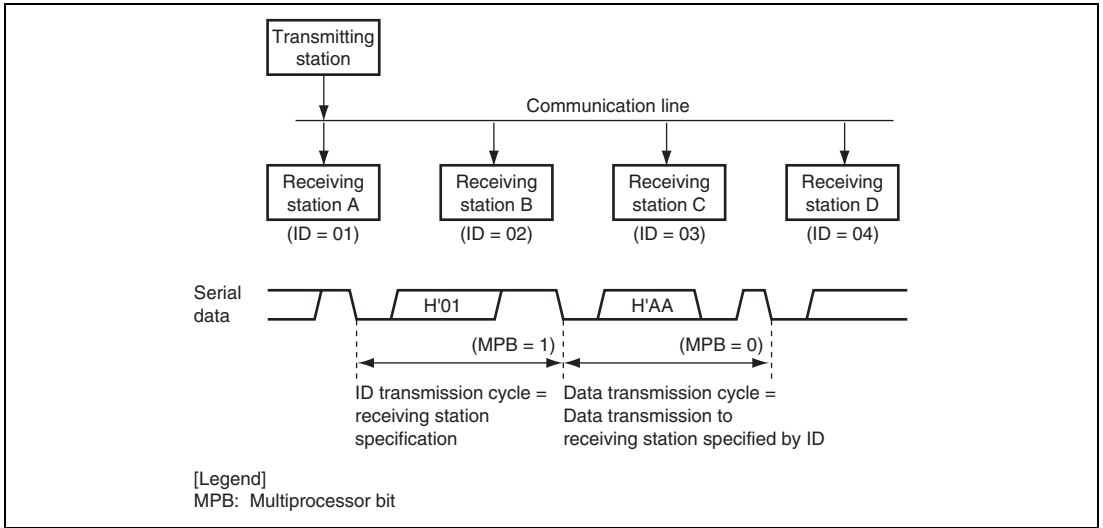 Transmitting
station
Communication line
Receiving
station A
Receiving
station B
Receiving
station C
Receiving
station D
(ID = 01)
(ID = 02)
(ID = 03)
(ID = 04)
Serial
data
H'01
H'AA
(MPB = 1)
(MPB = 0)
ID transmission cycle =
receiving station
specification
Data transmission cycle =
Data transmission to
receiving station specified by ID
[Legend]
MPB: Multiprocessor bit